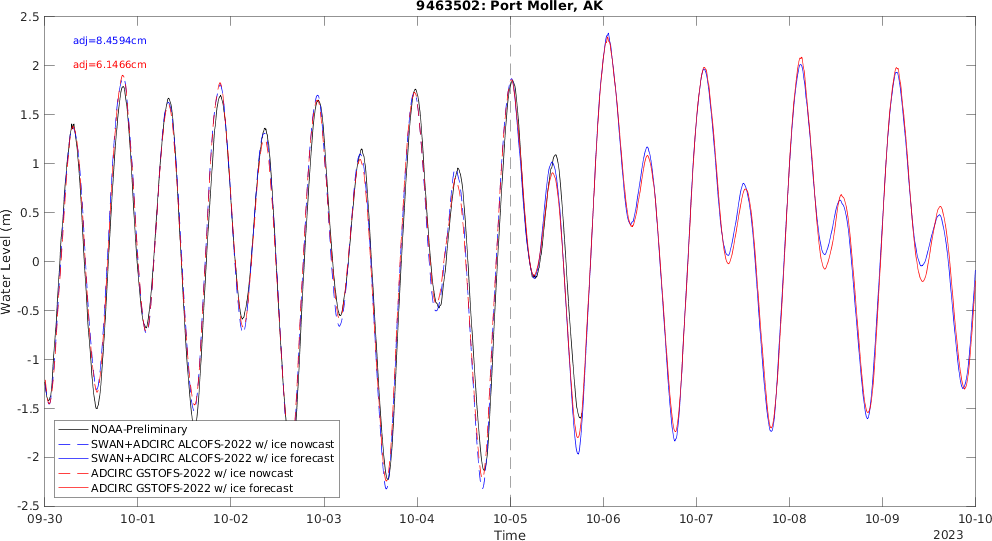 9463502: Port Moller, AK
adj=8.4594cm
adj=6.1466cm
Water Level (m)
2.5
2
1.5
1
0.5
0
-0.5
-1
-1.5
-2
-2.5
NOAA-Preliminary
SWAN+ADCIRC ALCOFS-2022 w/ ice nowcast
SWAN+ADCIRC ALCOFS-2022 w/ ice forecast
ADCIRC GSTOFS-2022 w/ ice nowcast
ADCIRC GSTOFS-2022 w/ ice forecast
09-30 10-01 10-02 10-03 10-04 10-05 10-06 10-07 10-08 10-09 10-10
Time
2023